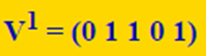 V¹ = (0 1 1 0 1)